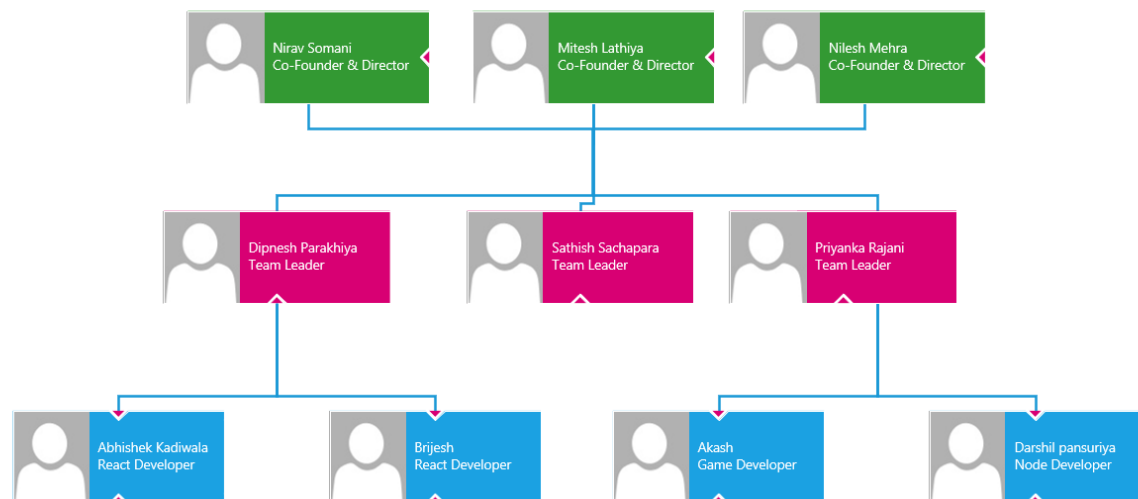 Nirav Somani
Co-Founder & Director
Mitesh Lathiya
Co-Founder & Director
Nilesh Mehra
Co-Founder & Director
Dipnesh Parakhiya
Team Leader
Sathish Sachapara
Team Leader
Priyanka Rajani
Team Leader
Abhishek Kadiwala
React Developer
Brijesh
React Developer
Akash
Game Developer
Darshil pansuriya
Node Developer